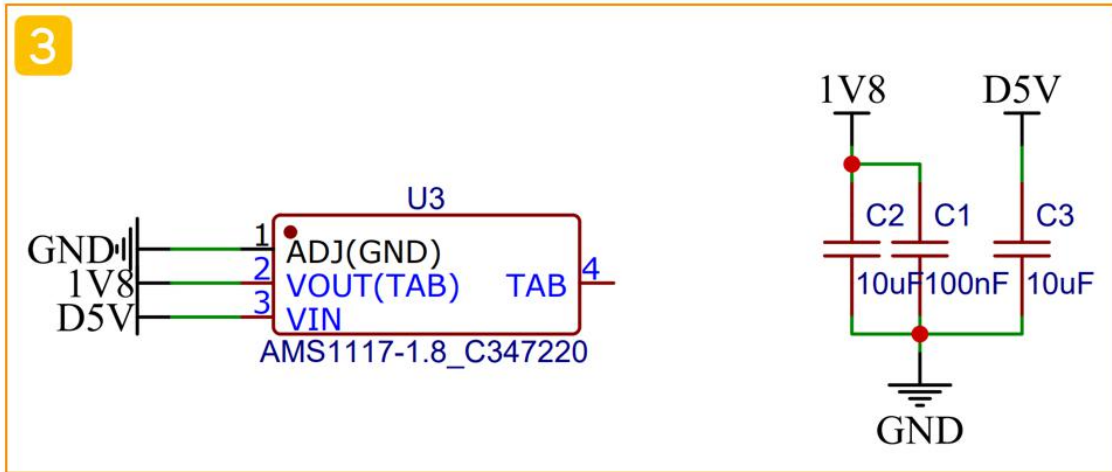 3
1V8 D5V
U3
C2 C1 C3
GND 1 ADJ(GND)
1V8 2 VOUT(TAB) TAB 4
10uF 100nF 10uF
D5V 3 VIN
AMS1117-1.8_C347220
GND